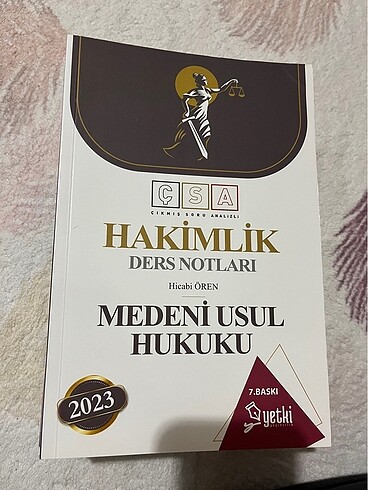 ÇSA
ÇIKMIŞ SORU ANALİZLİ
HAKİMLİK
DERS NOTLARI
Hicabi ÖREN
MEDENİ USUL
HUKUKU
2023
7.BASKI
yetki